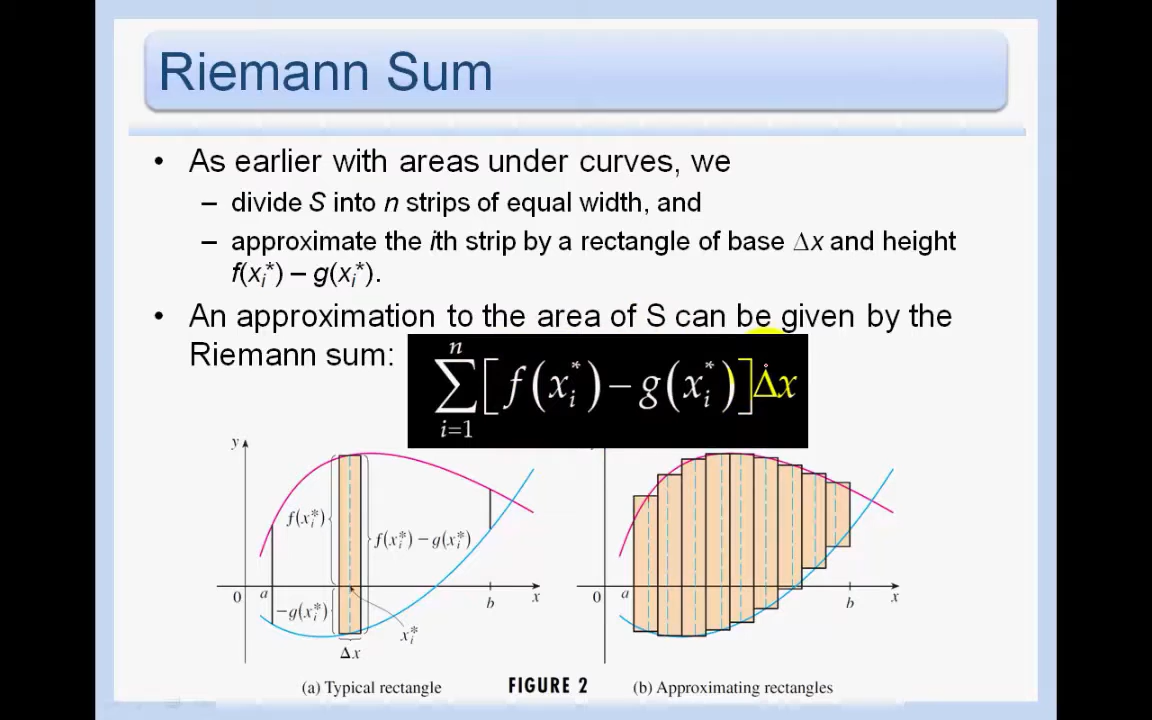 Riemann Sum
• As earlier with areas under curves, we
– divide S into n strips of equal width, and
– approximate the ith strip by a rectangle of base Δx and height
f(xᵢ*) – g(xᵢ*).
• An approximation to the area of S can be given by the
Riemann sum:
n
∑ [f(xᵢ*) − g(xᵢ*)]Δx
i=1
y
f(xᵢ*)
f(xᵢ*) − g(xᵢ*)
0 a b x
−g(xᵢ*)
xᵢ*
Δx
(a) Typical rectangle
0 a b x
FIGURE 2
(b) Approximating rectangles